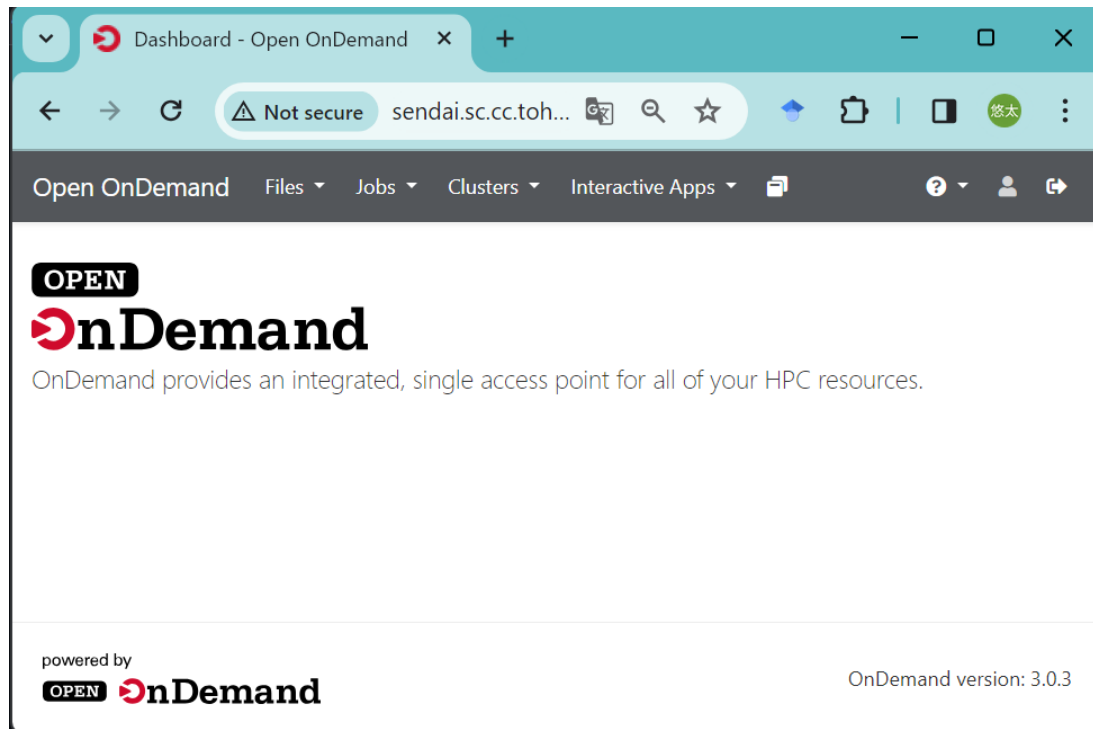 Dashboard - Open OnDemand
Not secure sendai.sc.cc.toh... 悠太
Open OnDemand Files Jobs Clusters Interactive Apps ?
OPEN
OnDemand
OnDemand provides an integrated, single access point for all of your HPC resources.
powered by
OPEN OnDemand
OnDemand version: 3.0.3